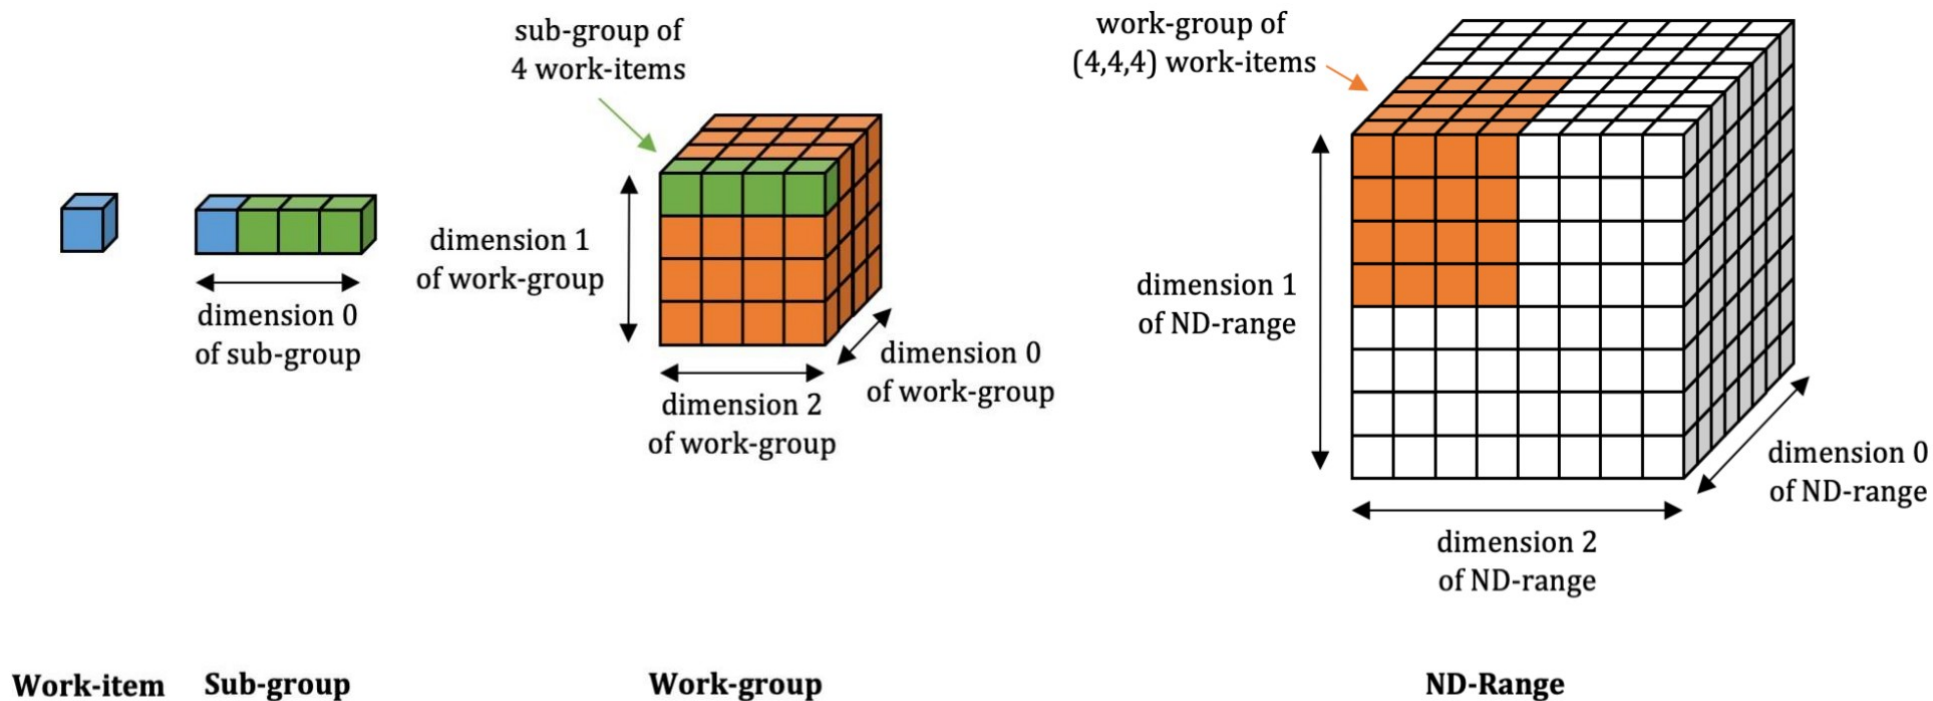 sub-group of
4 work-items
work-group of
(4,4,4) work-items
dimension 0
of sub-group
dimension 1
of work-group
dimension 2
of work-group
dimension 0
of work-group
dimension 1
of ND-range
dimension 2
of ND-range
dimension 0
of ND-range
Work-item
Sub-group
Work-group
ND-Range